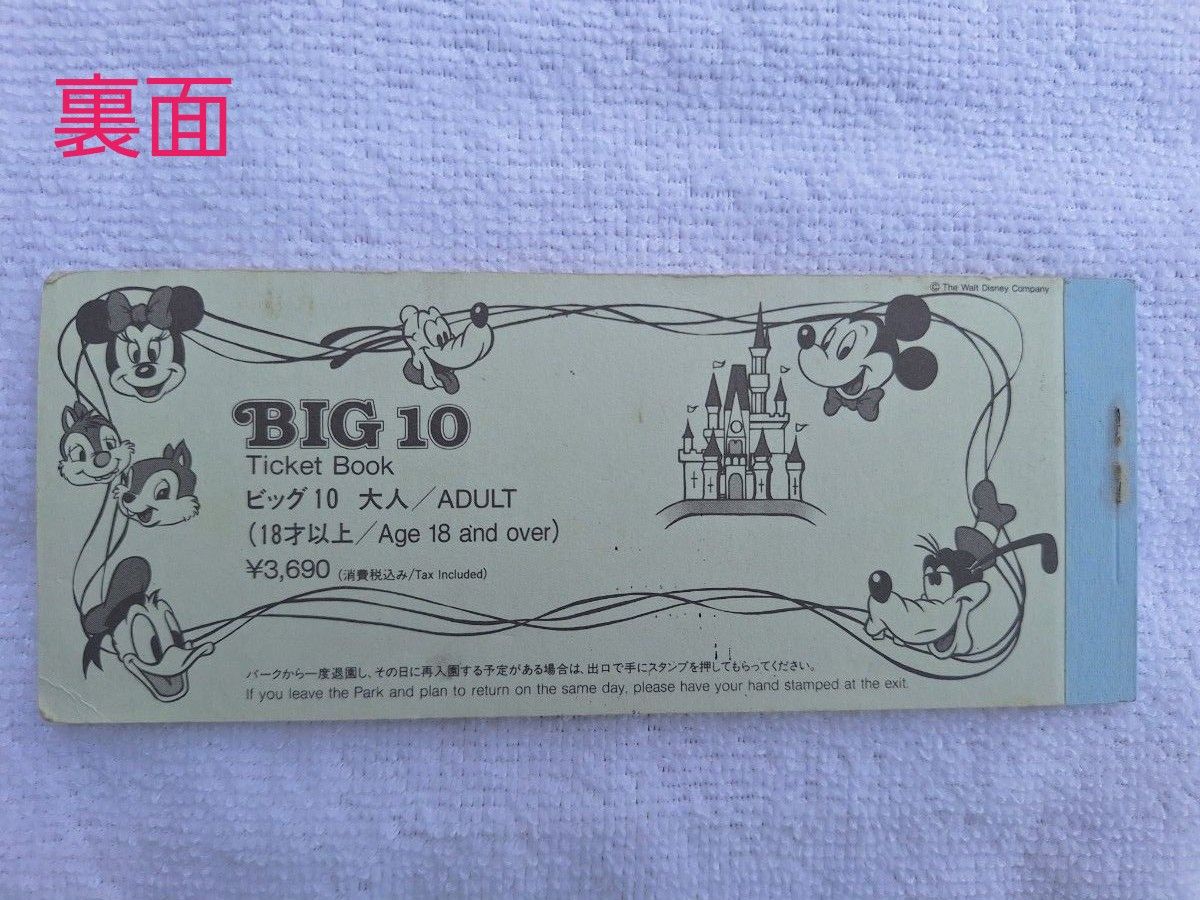 裏面
© The Walt Disney Company
BIG 10
Ticket Book
ビッグ10 大人／ADULT
(18才以上／Age 18 and over)
¥3,690 (消費税込み/Tax Included)
パークから一度退園し、その日に再入園する予定がある場合は、出口で手にスタンプを押してもらってください。
If you leave the Park and plan to return on the same day, please have your hand stamped at the exit.